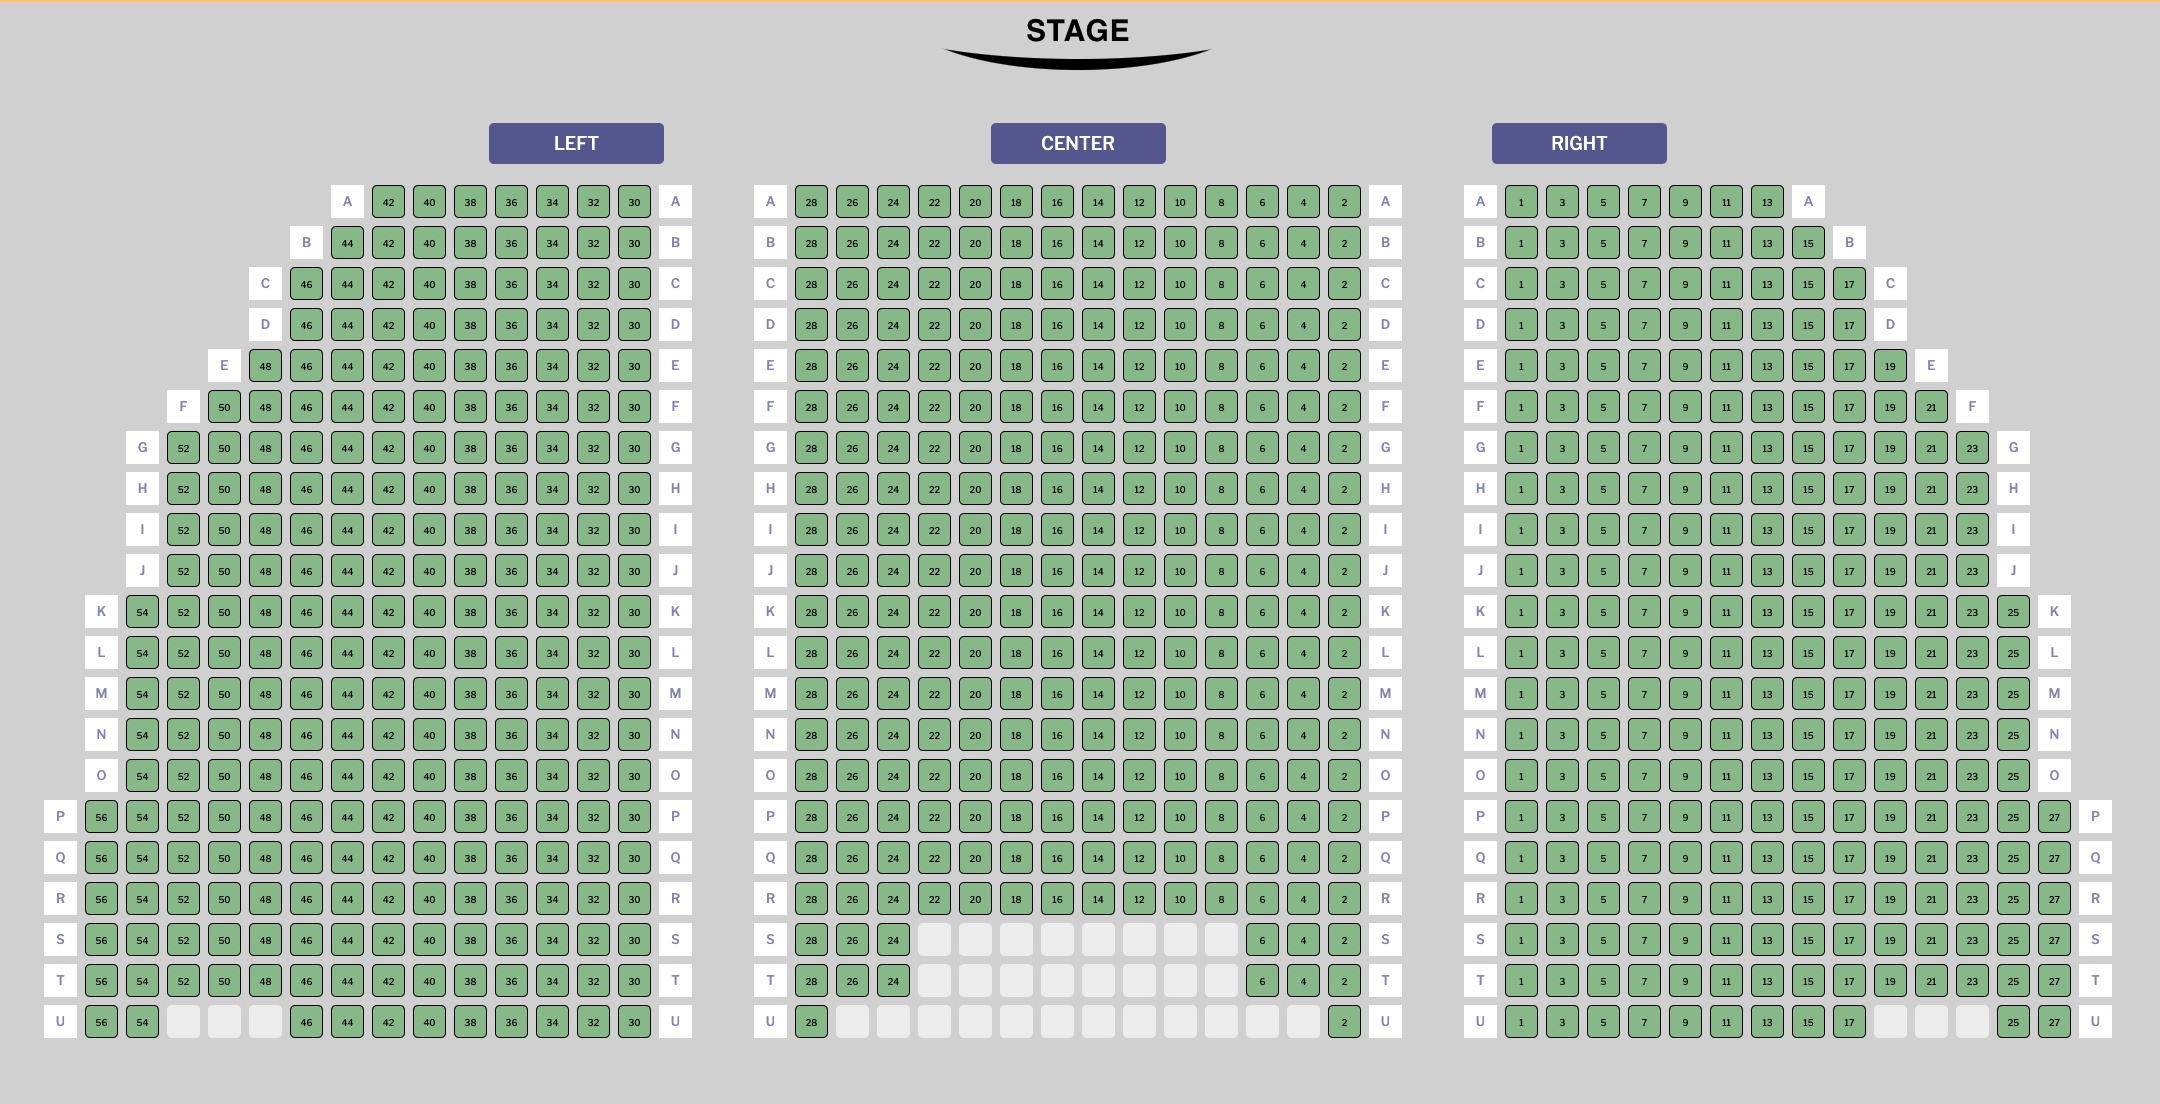 STAGE
LEFT CENTER RIGHT
A 42 40 38 36 34 32 30 A A 28 26 24 22 20 18 16 14 12 10 8 6 4 2 A A 1 3 5 7 9 11 13 A
B 44 42 40 38 36 34 32 30 B B 28 26 24 22 20 18 16 14 12 10 8 6 4 2 B B 1 3 5 7 9 11 13 15 B
C 46 44 42 40 38 36 34 32 30 C C 28 26 24 22 20 18 16 14 12 10 8 6 4 2 C C 1 3 5 7 9 11 13 15 17 C
D 46 44 42 40 38 36 34 32 30 D D 28 26 24 22 20 18 16 14 12 10 8 6 4 2 D D 1 3 5 7 9 11 13 15 17 D
E 48 46 44 42 40 38 36 34 32 30 E E 28 26 24 22 20 18 16 14 12 10 8 6 4 2 E E 1 3 5 7 9 11 13 15 17 19 E
F 50 48 46 44 42 40 38 36 34 32 30 F F 28 26 24 22 20 18 16 14 12 10 8 6 4 2 F F 1 3 5 7 9 11 13 15 17 19 21 F
G 52 50 48 46 44 42 40 38 36 34 32 30 G G 28 26 24 22 20 18 16 14 12 10 8 6 4 2 G G 1 3 5 7 9 11 13 15 17 19 21 23 G
H 52 50 48 46 44 42 40 38 36 34 32 30 H H 28 26 24 22 20 18 16 14 12 10 8 6 4 2 H H 1 3 5 7 9 11 13 15 17 19 21 23 H
I 52 50 48 46 44 42 40 38 36 34 32 30 I I 28 26 24 22 20 18 16 14 12 10 8 6 4 2 I I 1 3 5 7 9 11 13 15 17 19 21 23 I
J 52 50 48 46 44 42 40 38 36 34 32 30 J J 28 26 24 22 20 18 16 14 12 10 8 6 4 2 J J 1 3 5 7 9 11 13 15 17 19 21 23 J
K 54 52 50 48 46 44 42 40 38 36 34 32 30 K K 28 26 24 22 20 18 16 14 12 10 8 6 4 2 K K 1 3 5 7 9 11 13 15 17 19 21 23 25 K
L 54 52 50 48 46 44 42 40 38 36 34 32 30 L L 28 26 24 22 20 18 16 14 12 10 8 6 4 2 L L 1 3 5 7 9 11 13 15 17 19 21 23 25 L
M 54 52 50 48 46 44 42 40 38 36 34 32 30 M M 28 26 24 22 20 18 16 14 12 10 8 6 4 2 M M 1 3 5 7 9 11 13 15 17 19 21 23 25 M
N 54 52 50 48 46 44 42 40 38 36 34 32 30 N N 28 26 24 22 20 18 16 14 12 10 8 6 4 2 N N 1 3 5 7 9 11 13 15 17 19 21 23 25 N
O 54 52 50 48 46 44 42 40 38 36 34 32 30 O O 28 26 24 22 20 18 16 14 12 10 8 6 4 2 O O 1 3 5 7 9 11 13 15 17 19 21 23 25 O
P 56 54 52 50 48 46 44 42 40 38 36 34 32 30 P P 28 26 24 22 20 18 16 14 12 10 8 6 4 2 P P 1 3 5 7 9 11 13 15 17 19 21 23 25 27 P
Q 56 54 52 50 48 46 44 42 40 38 36 34 32 30 Q Q 28 26 24 22 20 18 16 14 12 10 8 6 4 2 Q Q 1 3 5 7 9 11 13 15 17 19 21 23 25 27 Q
R 56 54 52 50 48 46 44 42 40 38 36 34 32 30 R R 28 26 24 22 20 18 16 14 12 10 8 6 4 2 R R 1 3 5 7 9 11 13 15 17 19 21 23 25 27 R
S 56 54 52 50 48 46 44 42 40 38 36 34 32 30 S S 28 26 24 6 4 2 S S 1 3 5 7 9 11 13 15 17 19 21 23 25 27 S
T 56 54 52 50 48 46 44 42 40 38 36 34 32 30 T T 28 26 24 6 4 2 T T 1 3 5 7 9 11 13 15 17 19 21 23 25 27 T
U 56 54 46 44 42 40 38 36 34 32 30 U U 28 2 U U 1 3 5 7 9 11 13 15 17 25 27 U